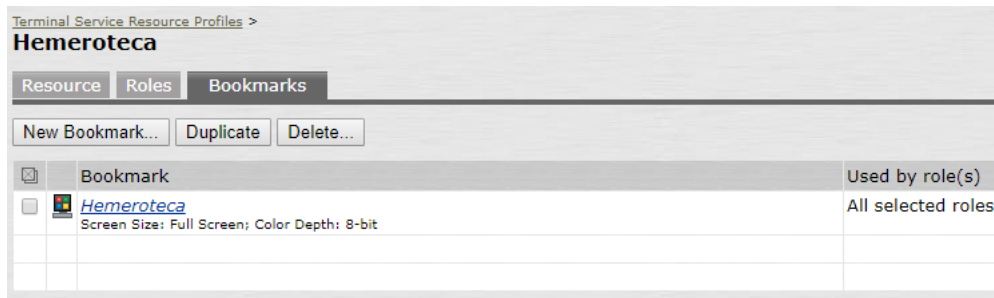 Terminal Service Resource Profiles >
Hemeroteca
Resource Roles Bookmarks
New Bookmark... Duplicate Delete...
Bookmark Used by role(s)
Hemeroteca All selected roles
Screen Size: Full Screen; Color Depth: 8-bit